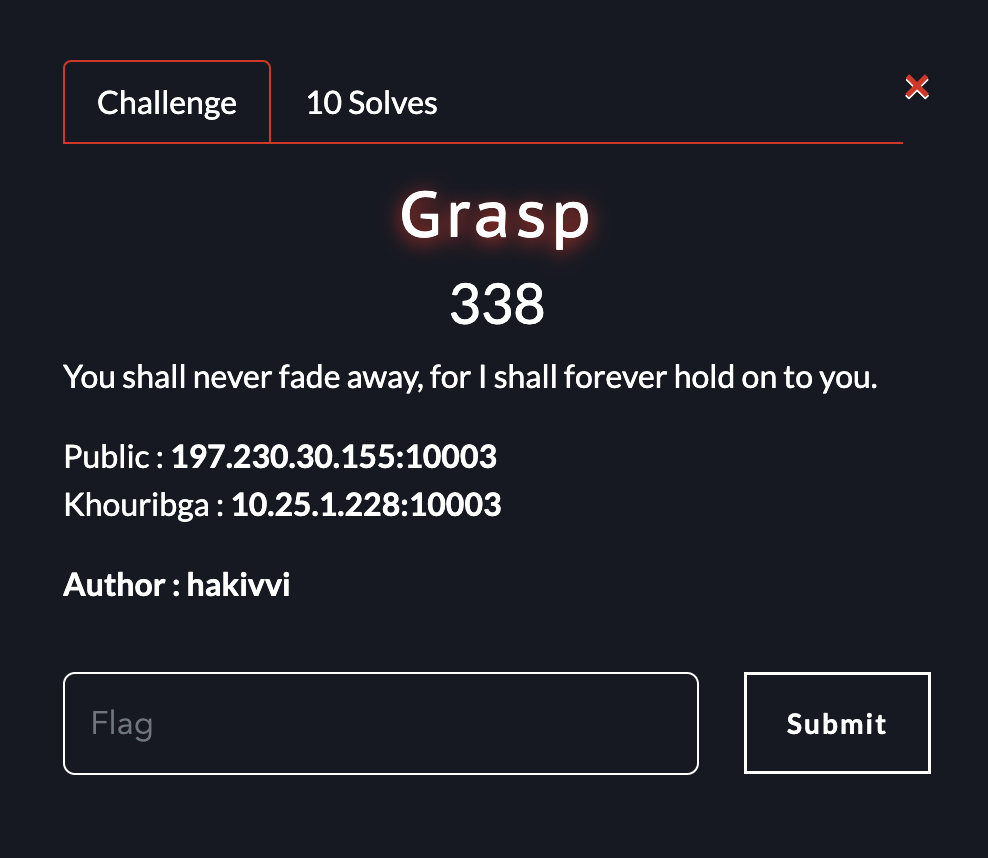 Challenge
10 Solves
Grasp
338
You shall never fade away, for I shall forever hold on to you.
Public : 197.230.30.155:10003
Khouribga : 10.25.1.228:10003
Author : hakivvi
Flag
Submit